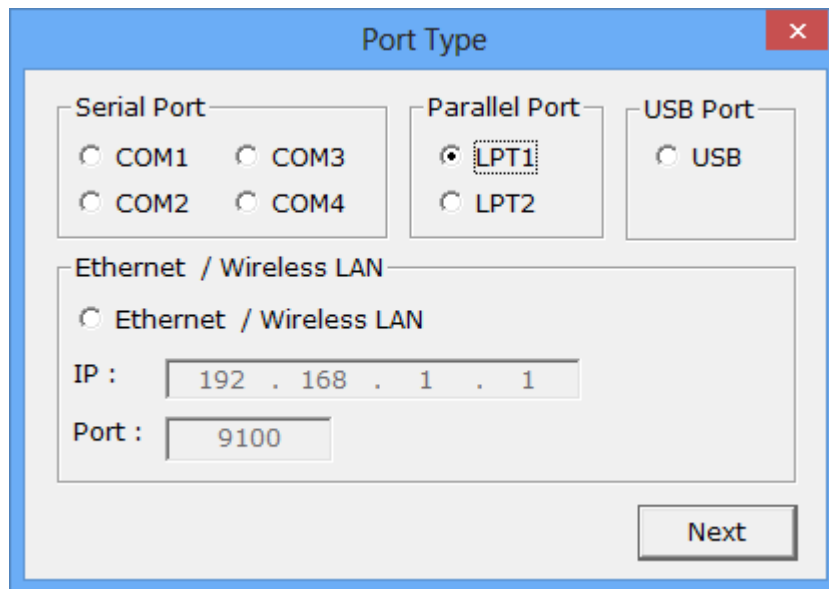 Port Type
Serial Port
COM1 COM3
COM2 COM4
Parallel Port
LPT1
LPT2
USB Port
USB
Ethernet / Wireless LAN
Ethernet / Wireless LAN
IP : 192 . 168 . 1 . 1
Port : 9100
Next